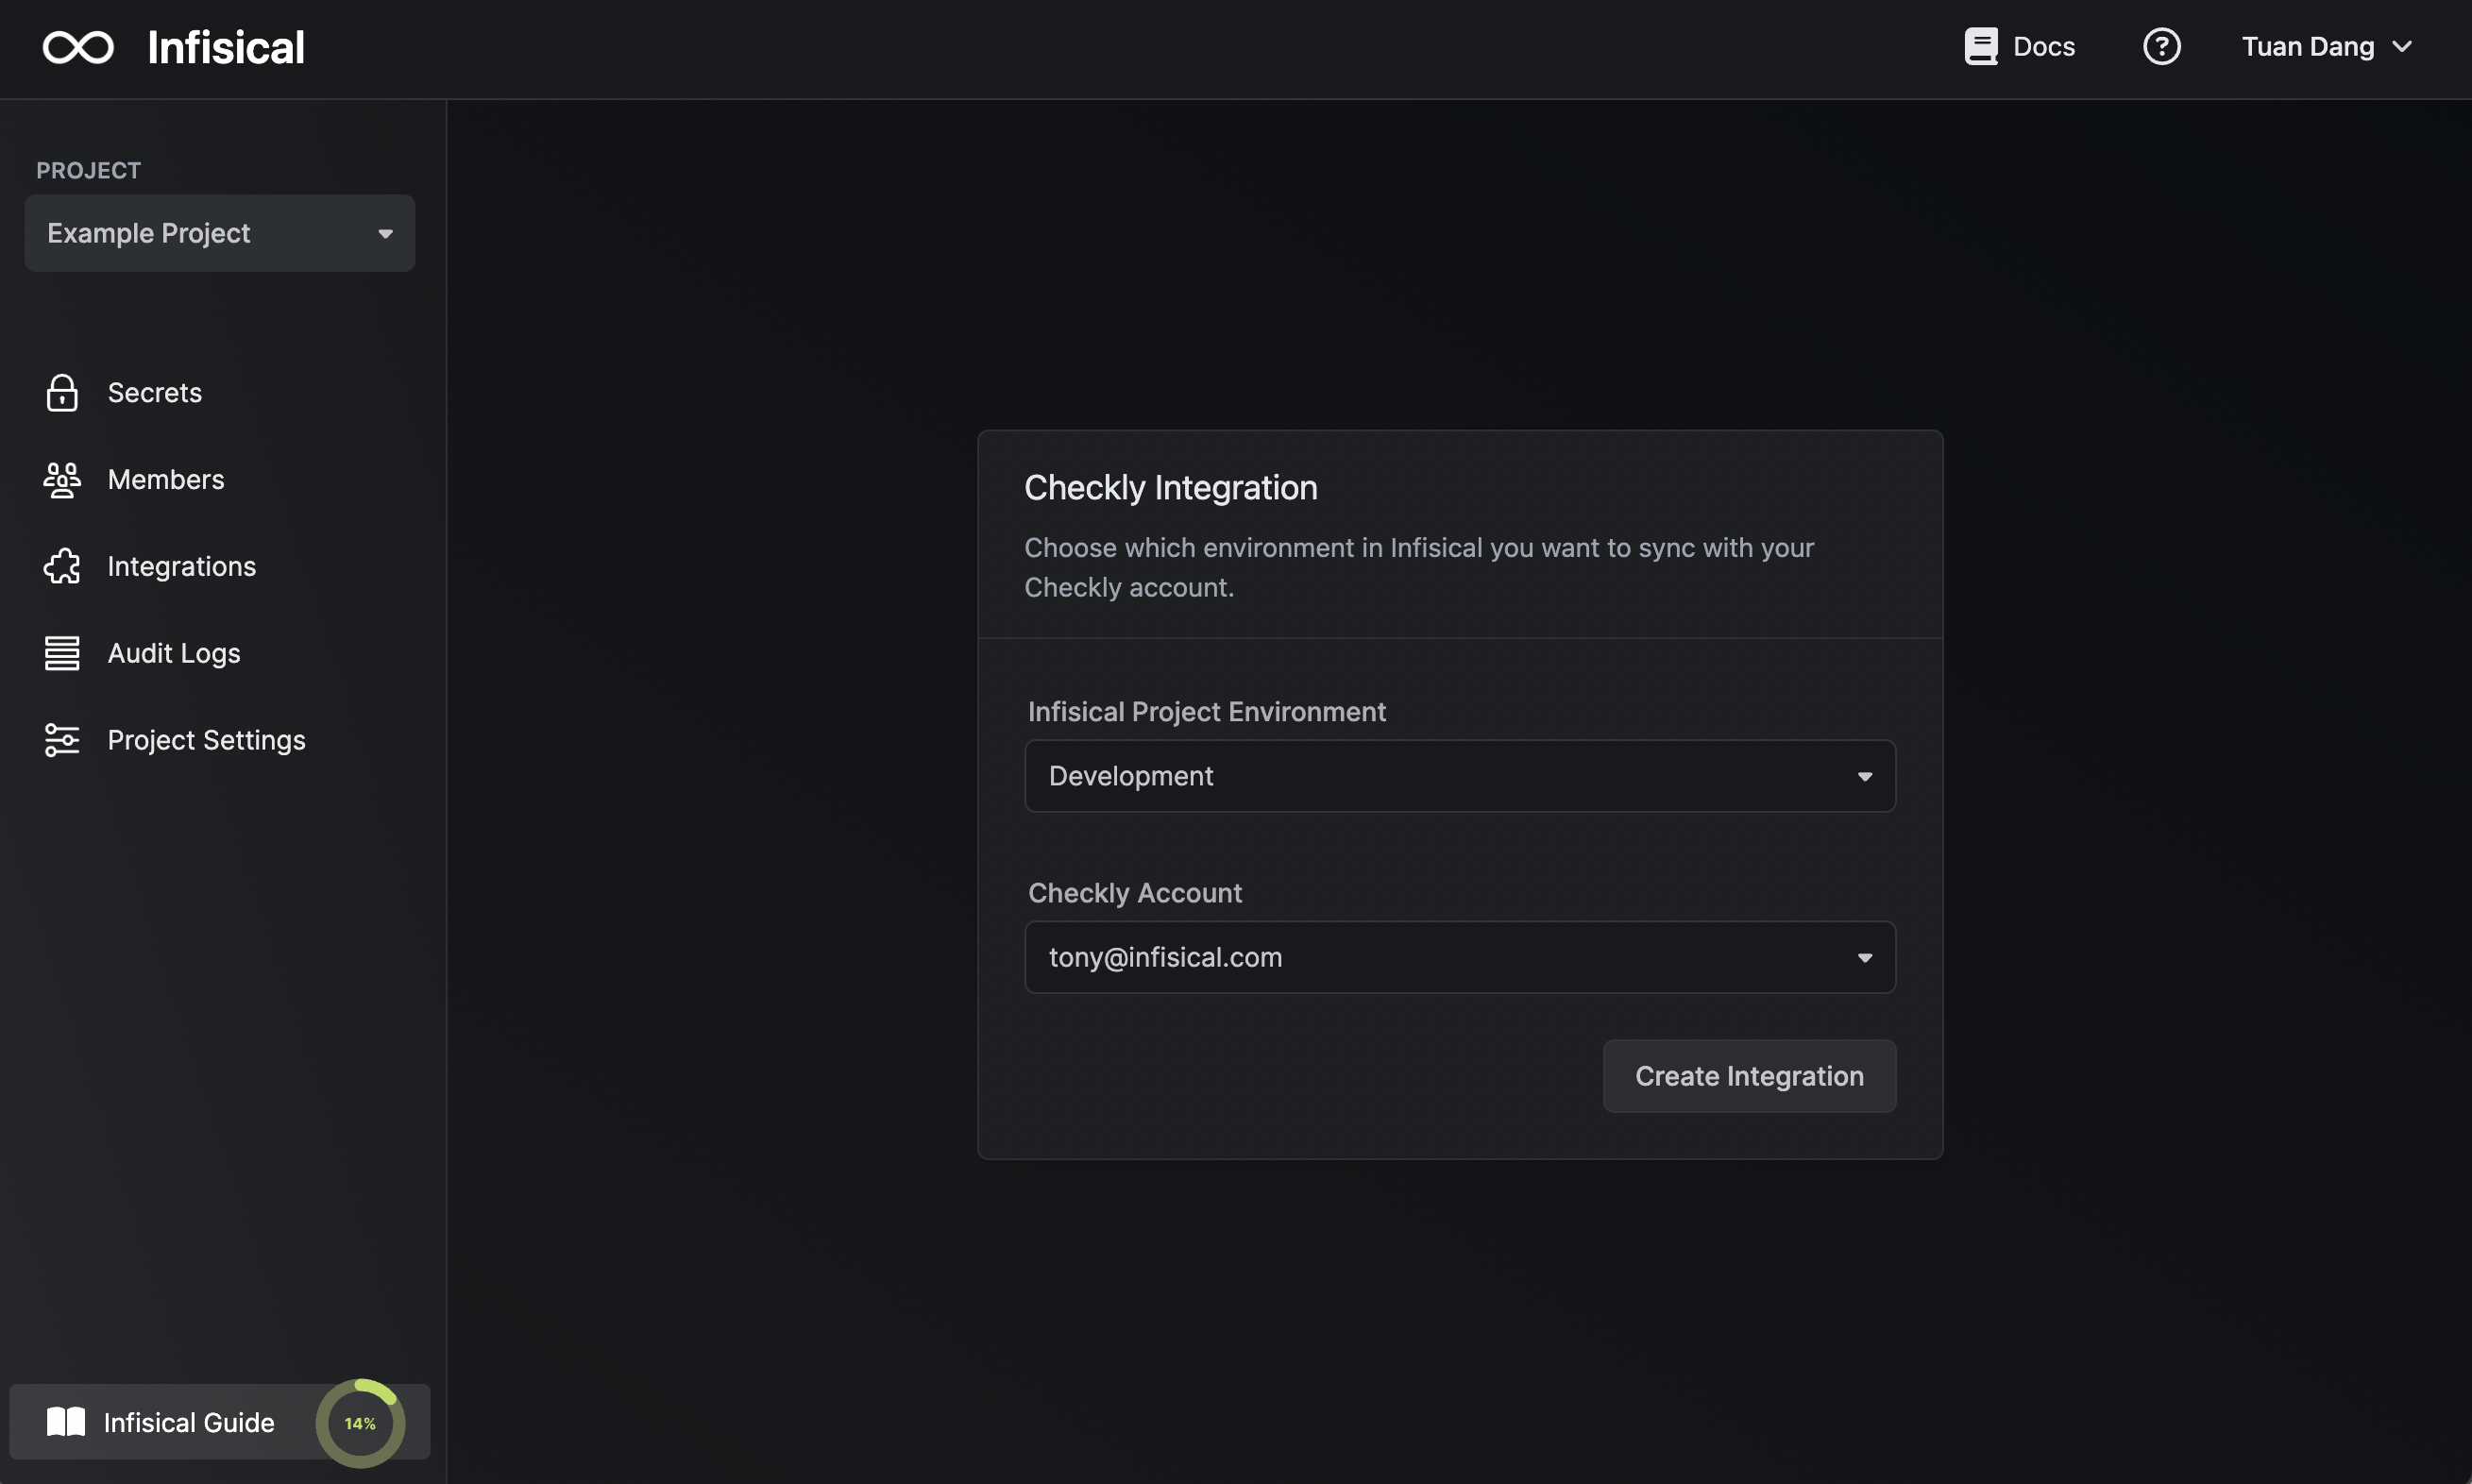 Infisical
Docs
?
Tuan Dang
PROJECT
Example Project
Secrets
Members
Integrations
Audit Logs
Project Settings
Checkly Integration
Choose which environment in Infisical you want to sync with your
Checkly account.
Infisical Project Environment
Development
Checkly Account
tony@infisical.com
Create Integration
Infisical Guide
14%